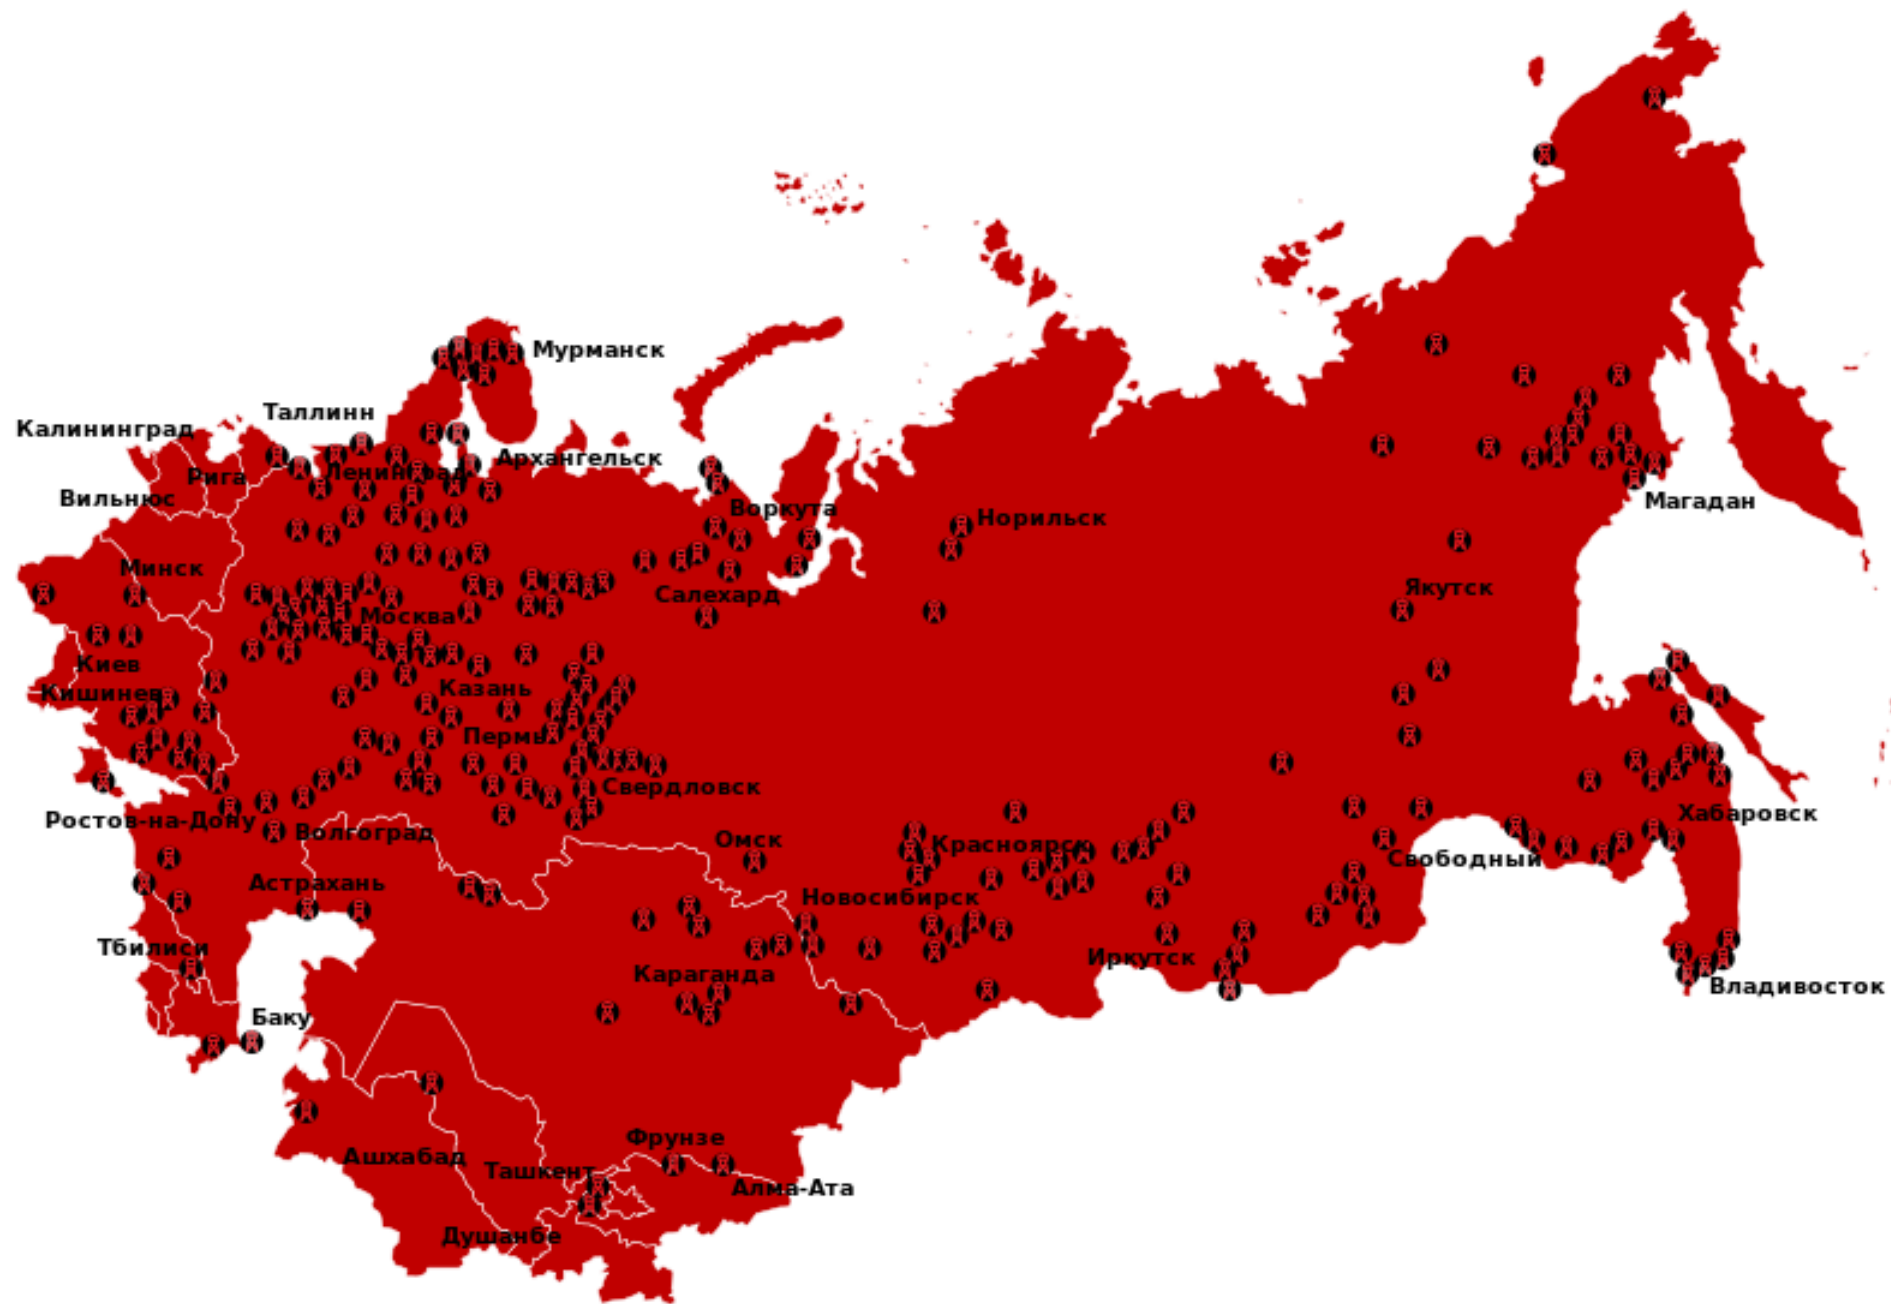 Мурманск
Таллинн
Калининград
Архангельск
Ленинград
Рига
Вильнюс
Воркута
Норильск
Магадан
Минск
Якутск
Салехард
Москва
Киев
Казань
Кишинев
Пермь
Свердловск
Хабаровск
Ростов-на-Дону
Волгоград
Омск
Красноярск
Свободный
Астрахань
Новосибирск
Тбилиси
Иркутск
Караганда
Владивосток
Баку
Фрунзе
Ашхабад
Ташкент
Алма-Ата
Душанбе